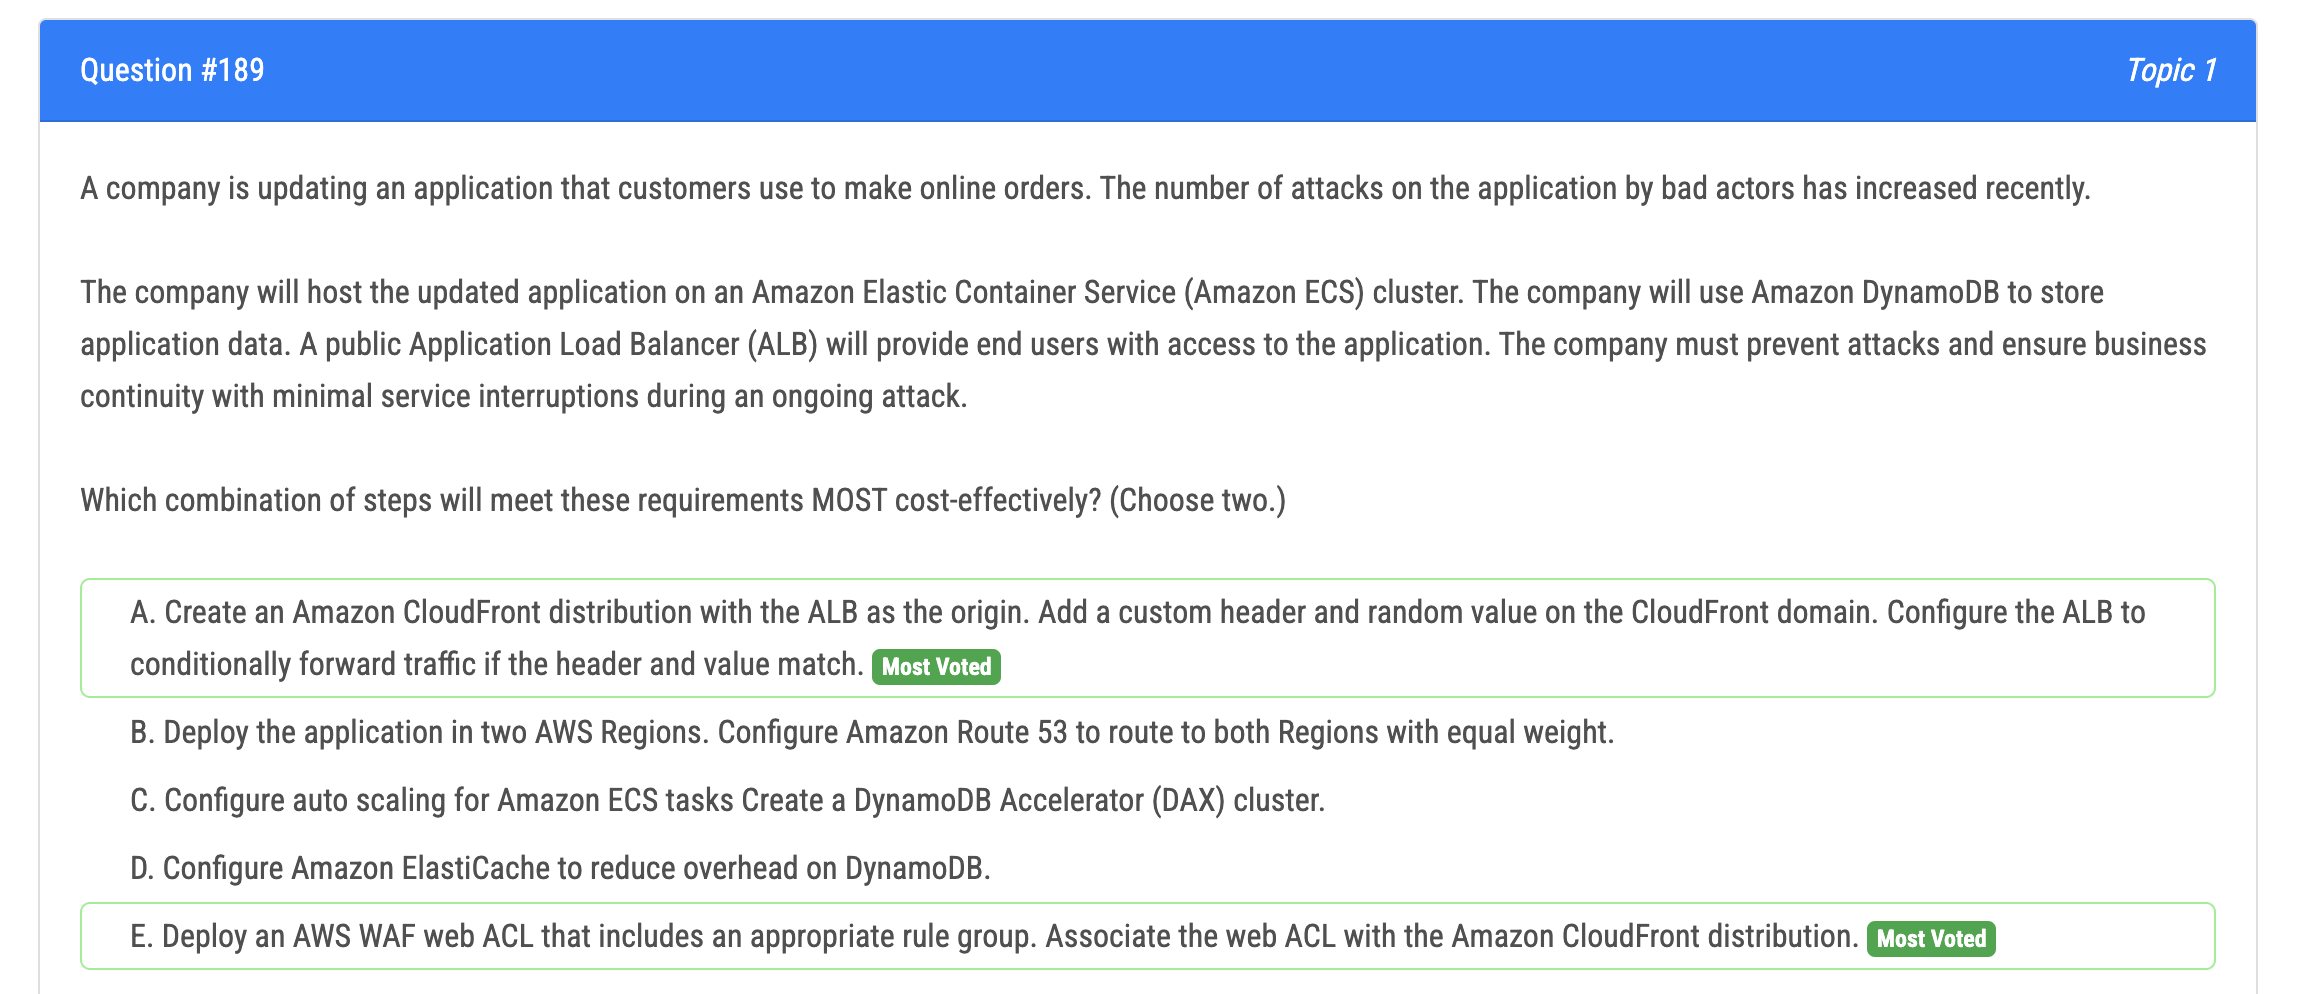 Question #189
Topic 1
A company is updating an application that customers use to make online orders. The number of attacks on the application by bad actors has increased recently.
The company will host the updated application on an Amazon Elastic Container Service (Amazon ECS) cluster. The company will use Amazon DynamoDB to store
application data. A public Application Load Balancer (ALB) will provide end users with access to the application. The company must prevent attacks and ensure business
continuity with minimal service interruptions during an ongoing attack.
Which combination of steps will meet these requirements MOST cost-effectively? (Choose two.)
A. Create an Amazon CloudFront distribution with the ALB as the origin. Add a custom header and random value on the CloudFront domain. Configure the ALB to
conditionally forward traffic if the header and value match. Most Voted
B. Deploy the application in two AWS Regions. Configure Amazon Route 53 to route to both Regions with equal weight.
C. Configure auto scaling for Amazon ECS tasks Create a DynamoDB Accelerator (DAX) cluster.
D. Configure Amazon ElastiCache to reduce overhead on DynamoDB.
E. Deploy an AWS WAF web ACL that includes an appropriate rule group. Associate the web ACL with the Amazon CloudFront distribution. Most Voted